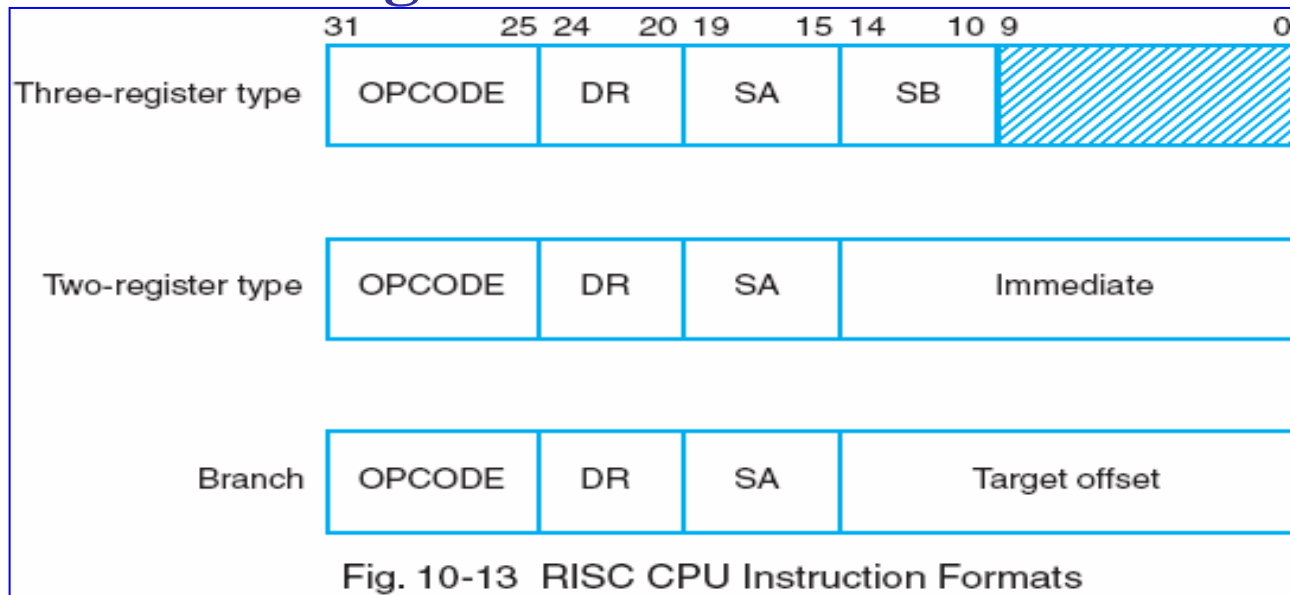 31 25 24 20 19 15 14 10 9 0
Three-register type OPCODE DR SA SB
Two-register type OPCODE DR SA Immediate
Branch OPCODE DR SA Target offset
Fig. 10-13 RISC CPU Instruction Formats